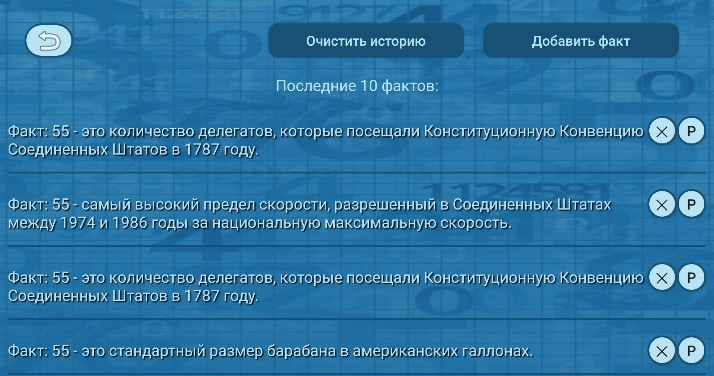 Очистить историю
Добавить факт
Последние 10 фактов:
Факт: 55 - это количество делегатов, которые посещали Конституционную Конвенцию
Соединенных Штатов в 1787 году.
X P
Факт: 55 - самый высокий предел скорости, разрешенный в Соединенных Штатах
между 1974 и 1986 годы за национальную максимальную скорость.
X P
Факт: 55 - это количество делегатов, которые посещали Конституционную Конвенцию
Соединенных Штатов в 1787 году.
X P
Факт: 55 - это стандартный размер барабана в американских галлонах.
X P